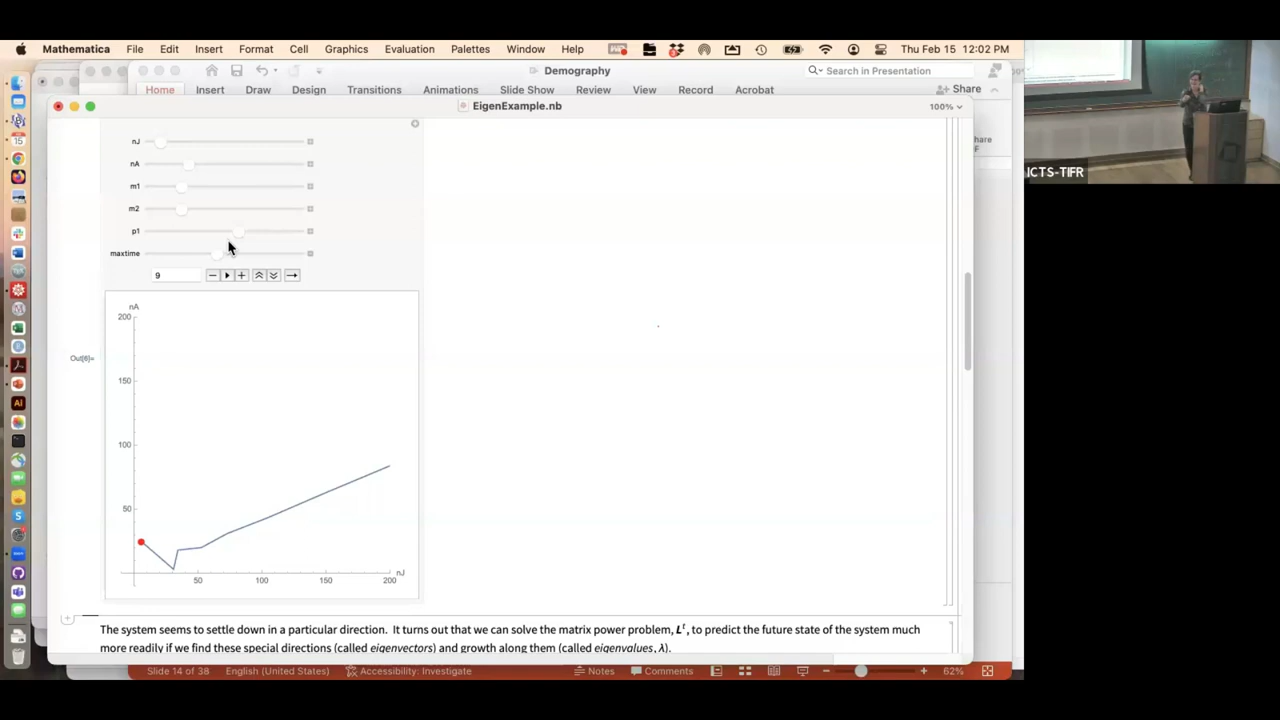 Mathematica File Edit Insert Format Cell Graphics Evaluation Palettes Window Help Thu Feb 15 12:02 PM
Demography
Search in Presentation
Home Insert Draw Design Transitions Animations Slide Show Review View Record Acrobat Share
EigenExample.nb
100%
nJ
nA
m1
m2
p1
maxtime
9
nA
200
150
100
50
50 100 150 200
nJ
Out[6]=
The system seems to settle down in a particular direction. It turns out that we can solve the matrix power problem, L^t, to predict the future state of the system much
more readily if we find these special directions (called eigenvectors) and growth along them (called eigenvalues, λ).
Slide 14 of 38 English (United States) Accessibility: Investigate Notes Comments 62%
ICTS-TIFR